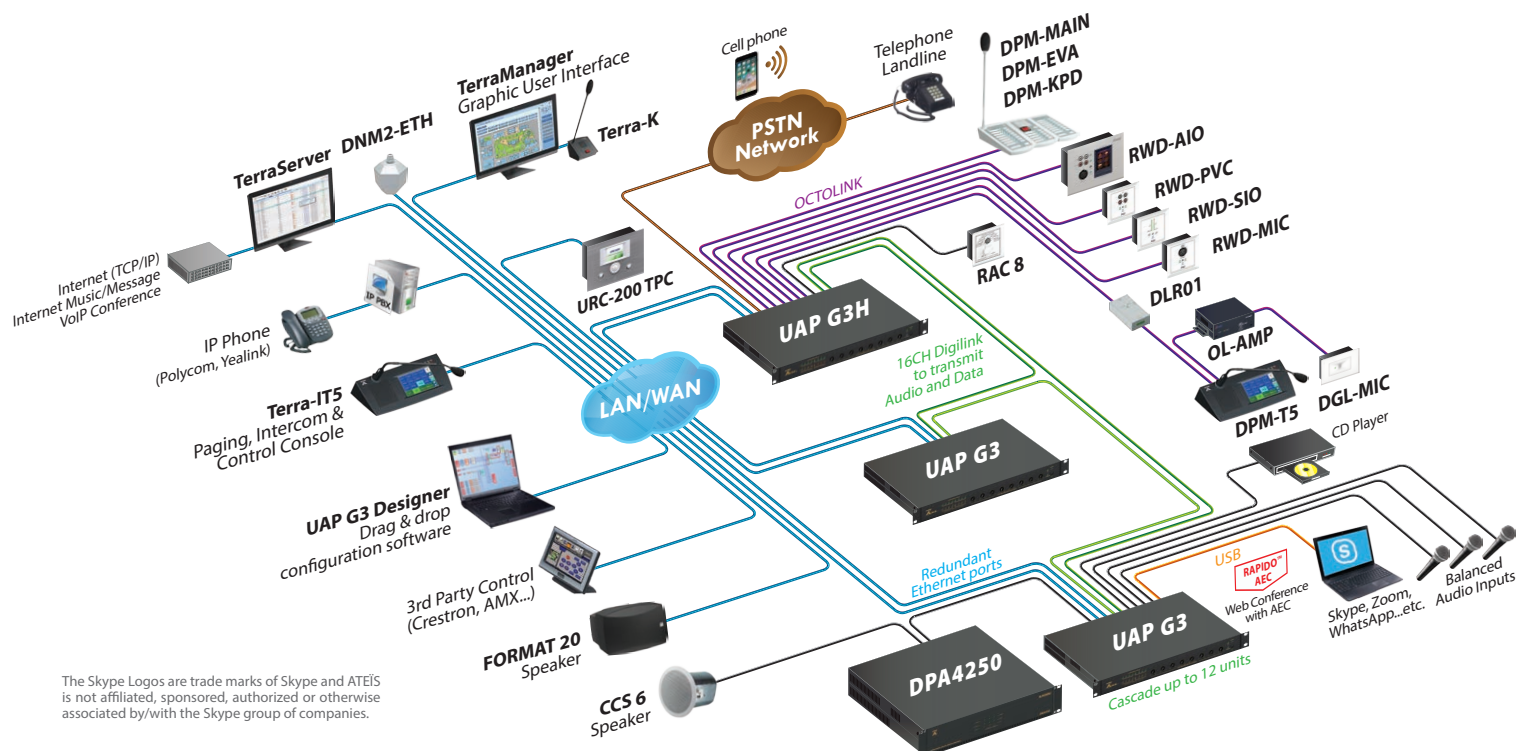 Cell phone
Telephone
Landline
DPM-MAIN
DPM-EVA
DPM-KPD
TerraManager
Graphic User Interface
Terra-K
DNM2-ETH
TerraServer
PSTN
Network
RWD-AIO
RWD-PVC
RWD-SIO
RWD-MIC
OCTOLINK
RAC 8
DLR01
Internet (TCP/IP)
Internet Music/Message
VoIP Conference
IP PBX
URC-200 TPC
UAP G3H
OL-AMP
IP Phone
(Polycom, Yealink)
16CH Digilink
to transmit
Audio and Data
DGL-MIC
DPM-T5
Terra-IT5
Paging, Intercom &
Control Console
LAN/WAN
CD Player
UAP G3
UAP G3 Designer
Drag & drop
configuration software
USB
RAPIDO™
AEC
Web Conference
with AEC
Redundant
Ethernet ports
3rd Party Control
(Crestron, AMX...)
Skype, Zoom,
WhatsApp...etc.
Balanced
Audio Inputs
FORMAT 20
Speaker
UAP G3
Cascade up to 12 units
DPA4250
CCS 6
Speaker
The Skype Logos are trade marks of Skype and ATEÏS
is not affiliated, sponsored, authorized or otherwise
associated by/with the Skype group of companies.